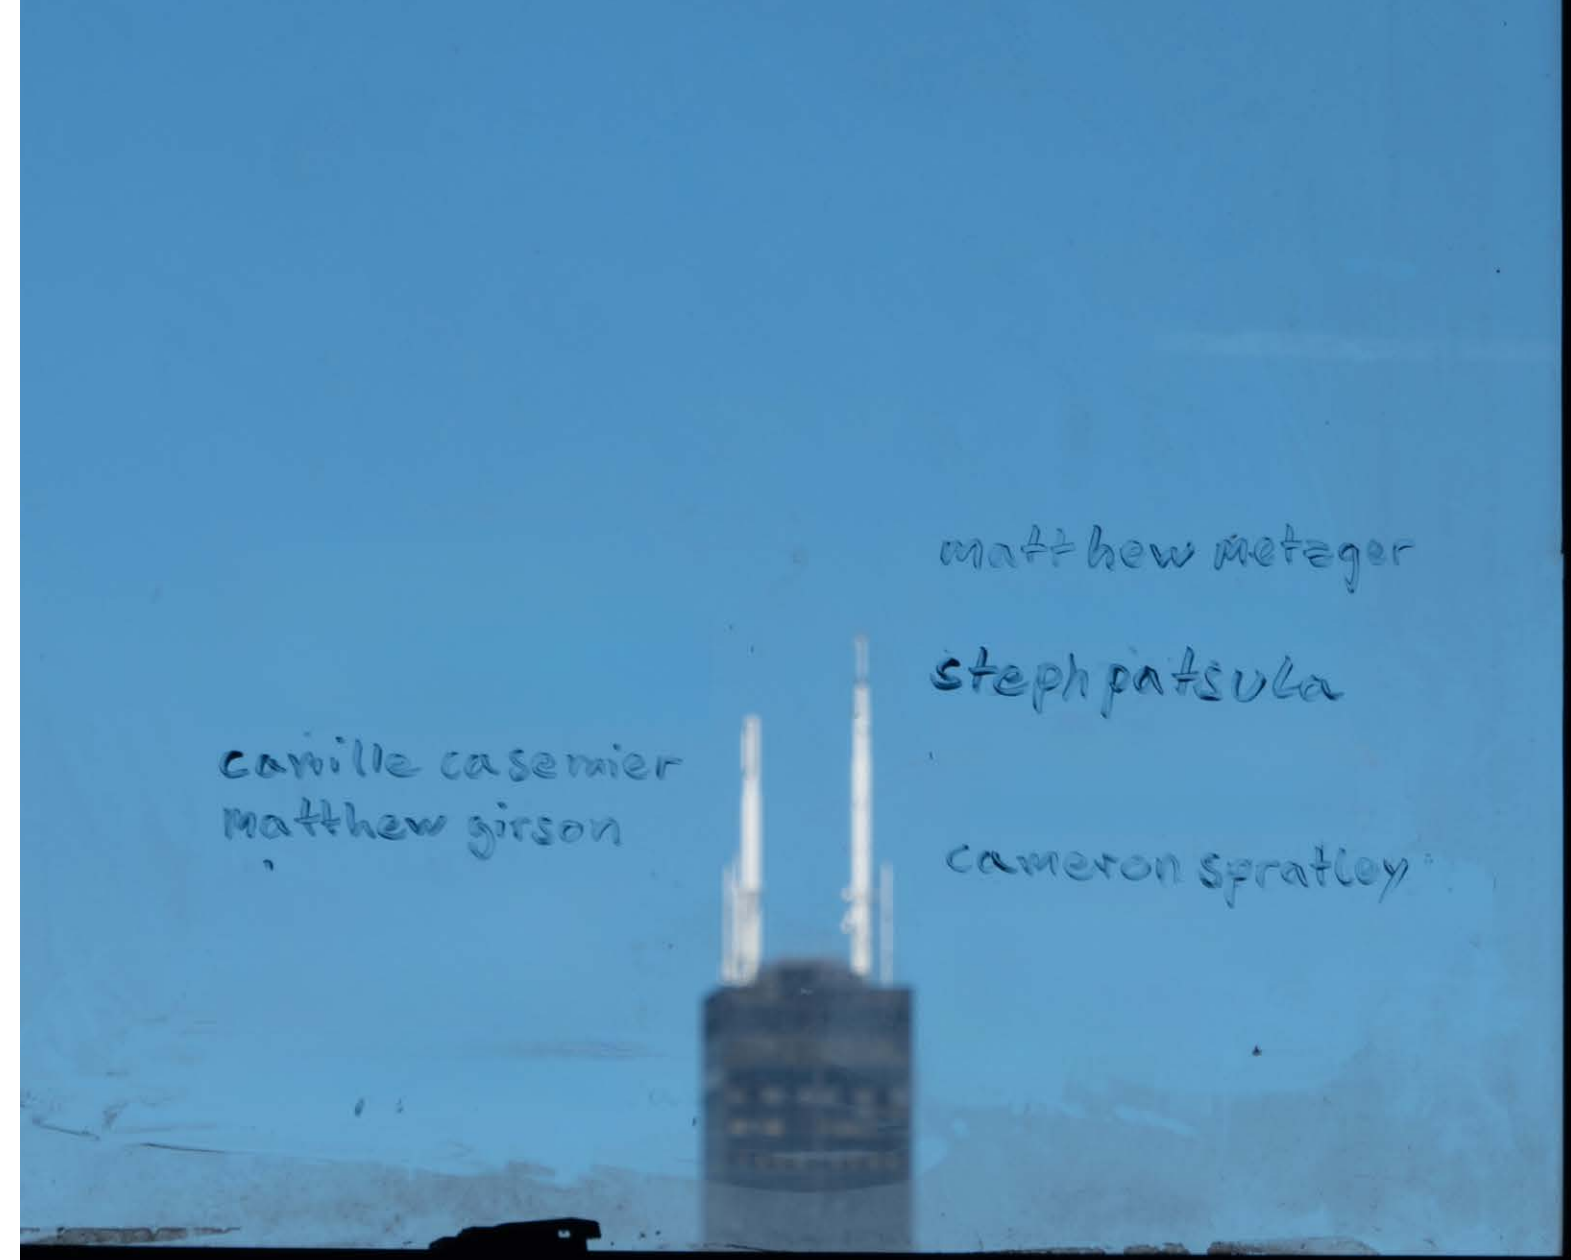 matthew metzger
steph patsula
camille casemier
matthew girson
cameron spratley